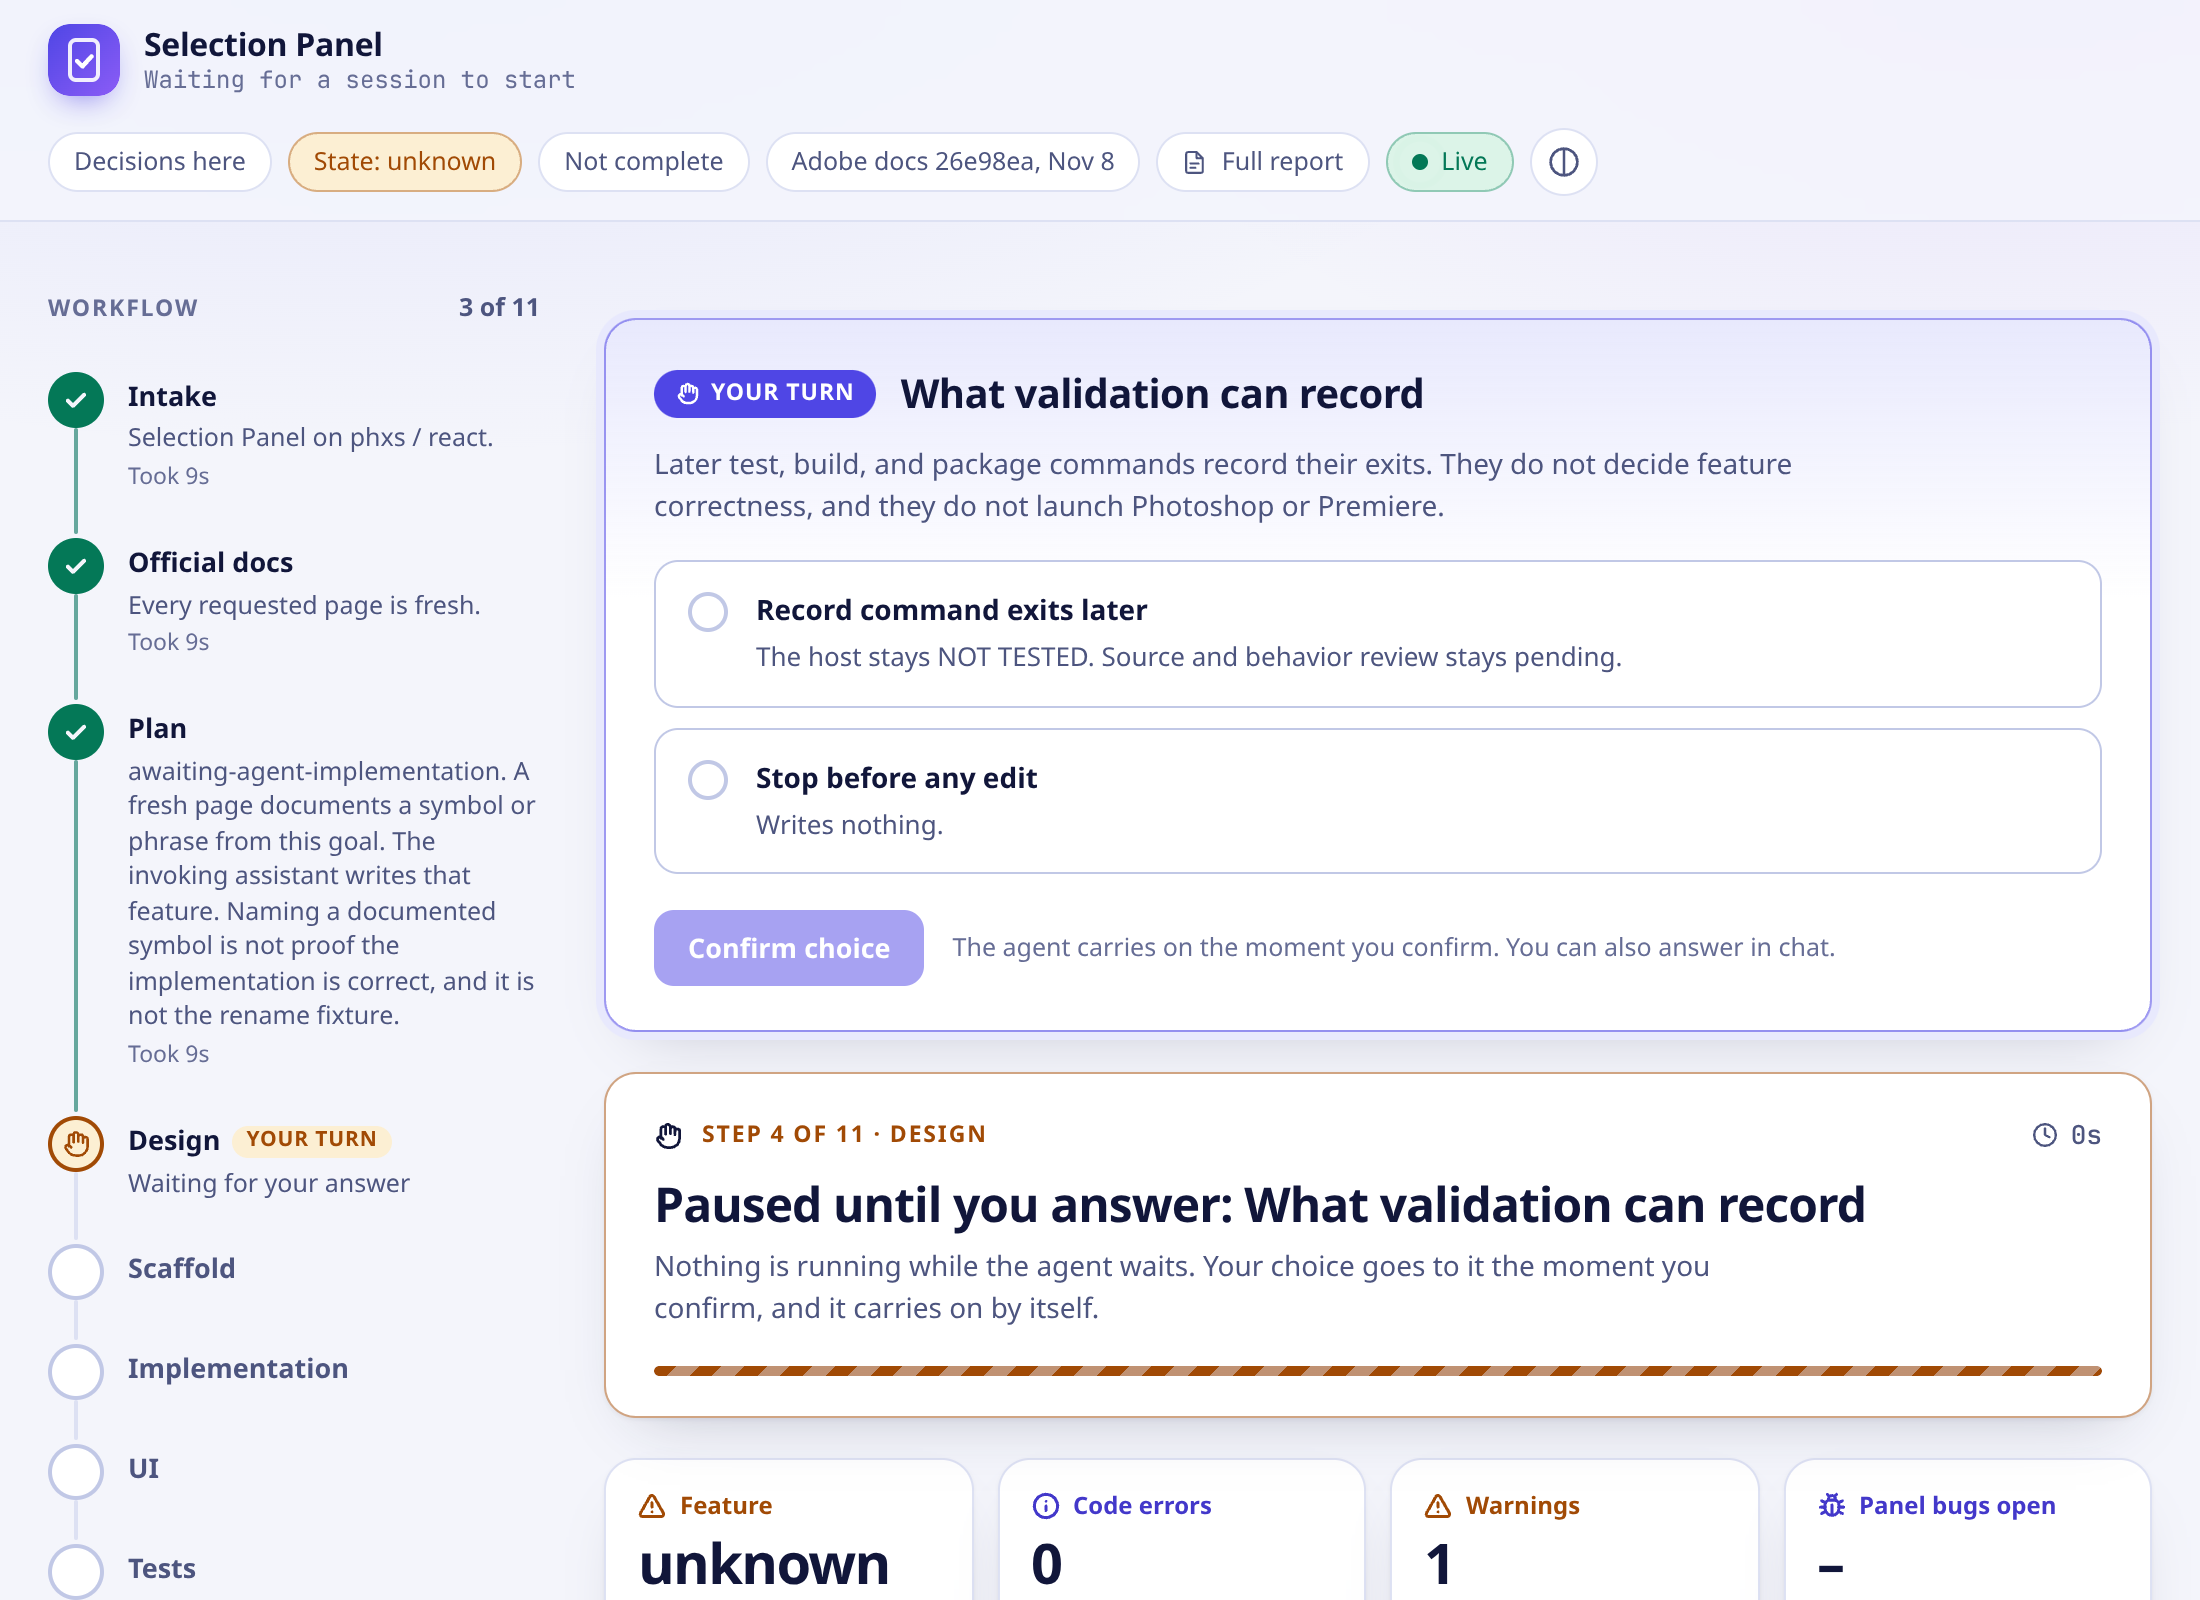 Selection Panel
Waiting for a session to start
Decisions here
State: unknown
Not complete
Adobe docs 26e98ea, Nov 8
Full report
Live
WORKFLOW
3 of 11
Intake
Selection Panel on phxs / react.
Took 9s
Official docs
Every requested page is fresh.
Took 9s
Plan
awaiting-agent-implementation. A
fresh page documents a symbol or
phrase from this goal. The
invoking assistant writes that
feature. Naming a documented
symbol is not proof the
implementation is correct, and it is
not the rename fixture.
Took 9s
Design
YOUR TURN
Waiting for your answer
Scaffold
Implementation
UI
Tests
YOUR TURN
What validation can record
Later test, build, and package commands record their exits. They do not decide feature
correctness, and they do not launch Photoshop or Premiere.
Record command exits later
The host stays NOT TESTED. Source and behavior review stays pending.
Stop before any edit
Writes nothing.
Confirm choice
The agent carries on the moment you confirm. You can also answer in chat.
STEP 4 OF 11 · DESIGN
0s
Paused until you answer: What validation can record
Nothing is running while the agent waits. Your choice goes to it the moment you
confirm, and it carries on by itself.
Feature
unknown
Code errors
0
Warnings
1
Panel bugs open
–